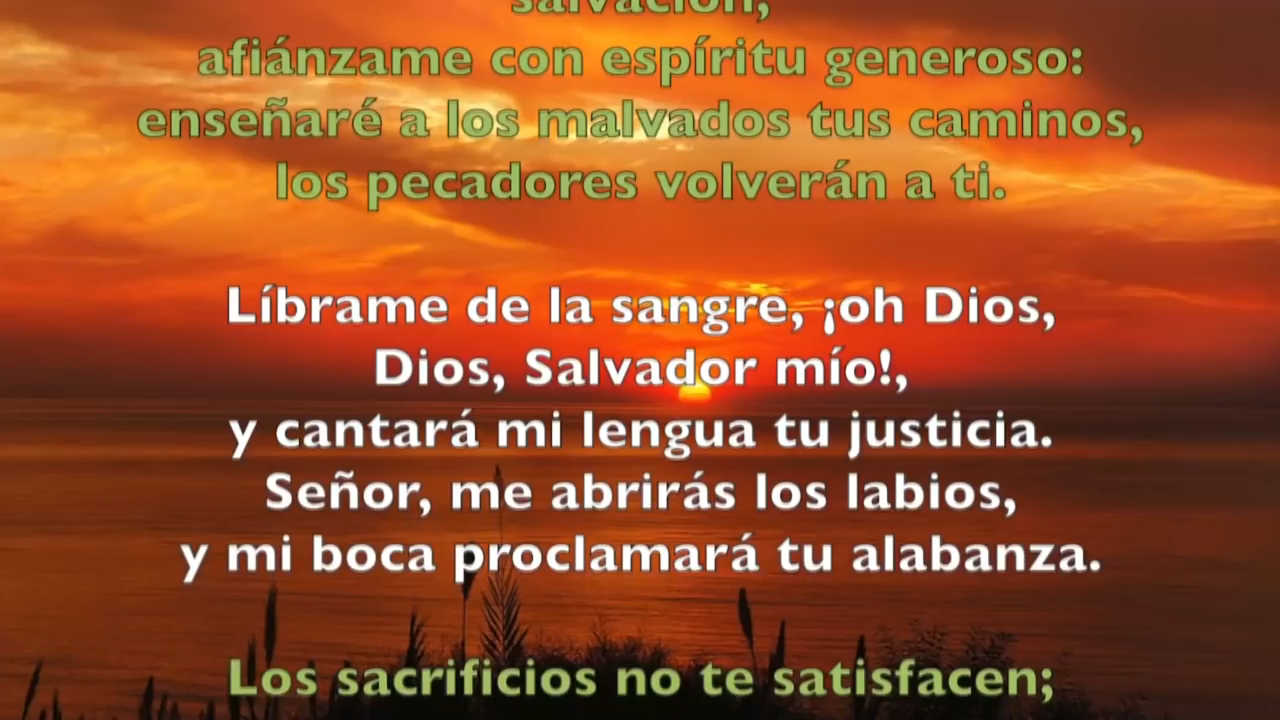 salvación,
afiánzame con espíritu generoso:
enseñaré a los malvados tus caminos,
los pecadores volverán a ti.
Líbrame de la sangre, ¡oh Dios,
Dios, Salvador mío!,
y cantará mi lengua tu justicia.
Señor, me abrirás los labios,
y mi boca proclamará tu alabanza.
Los sacrificios no te satisfacen;